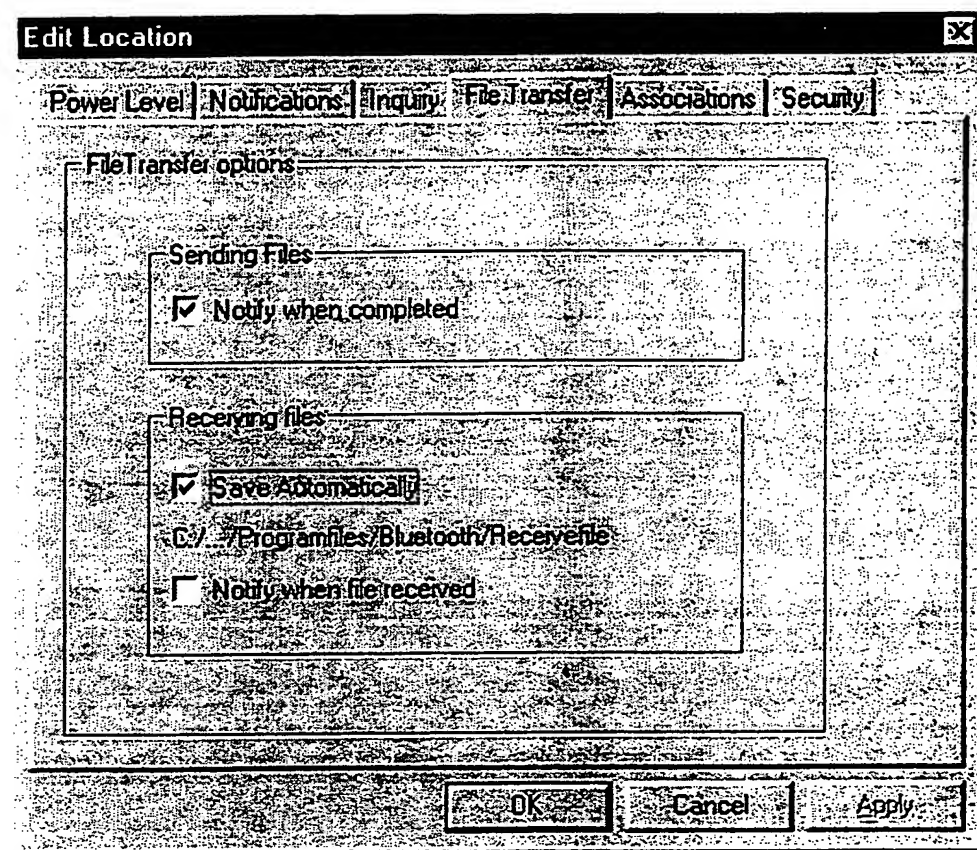 Edit Location
Power Level Notifications Inquiry File Transfer Associations Security
FileTransfer options
Sending Files
Notify when completed
Receiving files
Save Automatically
C:/.../Programfiles/Bluetooth/Receivefile
Notify when file received
OK Cancel Apply